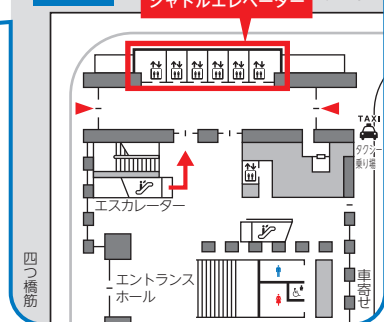 シャトルエレベーター
TAXI
タクシー
乗り場
エスカレーター
四つ橋筋
エントランス
ホール
車寄せ